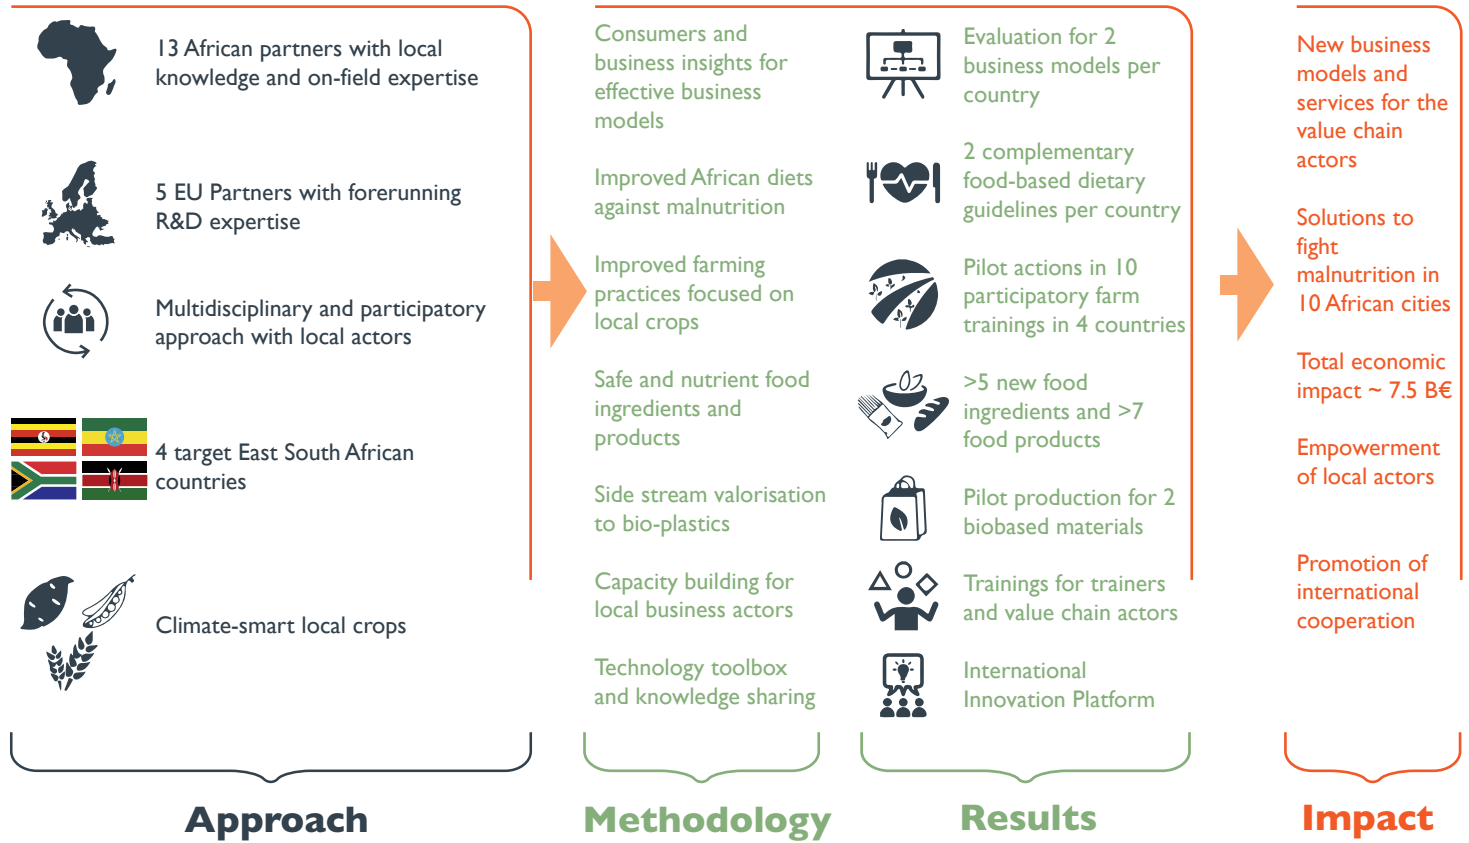 13 African partners with local
knowledge and on-field expertise
5 EU Partners with forerunning
R&D expertise
Multidisciplinary and participatory
approach with local actors
4 target East South African
countries
Climate-smart local crops
Approach
Consumers and
business insights for
effective business
models
Improved African diets
against malnutrition
Improved farming
practices focused on
local crops
Safe and nutrient food
ingredients and
products
Side stream valorisation
to bio-plastics
Capacity building for
local business actors
Technology toolbox
and knowledge sharing
Methodology
Evaluation for 2
business models per
country
2 complementary
food-based dietary
guidelines per country
Pilot actions in 10
participatory farm
trainings in 4 countries
>5 new food
ingredients and >7
food products
Pilot production for 2
biobased materials
Trainings for trainers
and value chain actors
International
Innovation Platform
Results
New business
models and
services for the
value chain
actors
Solutions to
fight
malnutrition in
10 African cities
Total economic
impact ~ 7.5 B€
Empowerment
of local actors
Promotion of
international
cooperation
Impact